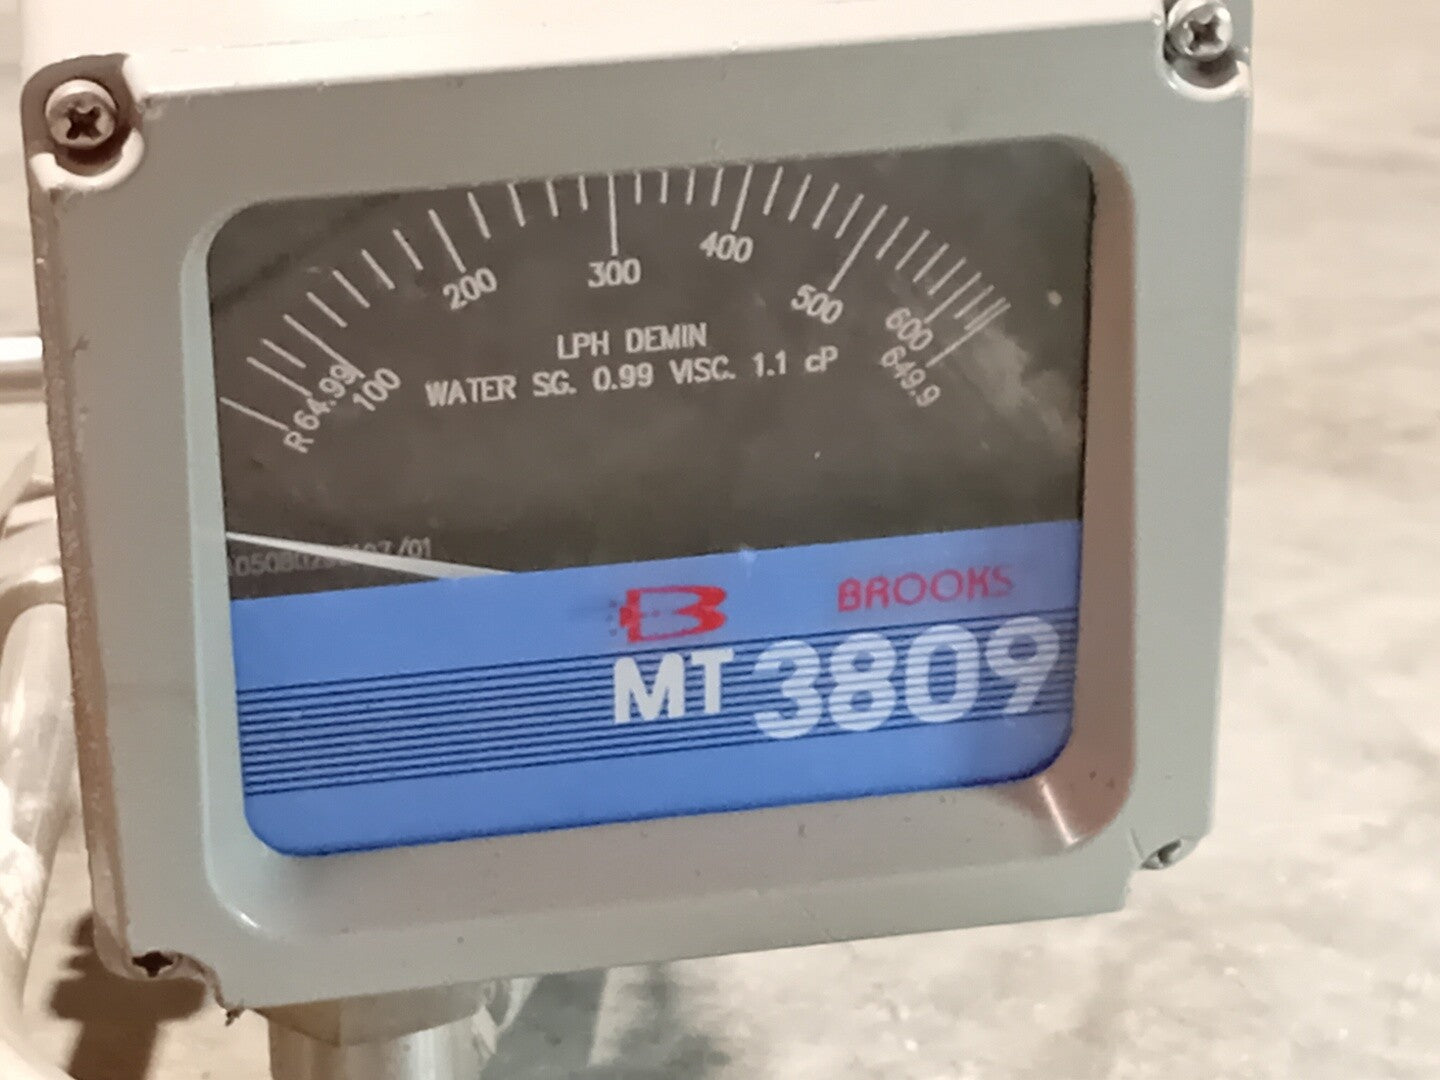 R 64.99 100 200 300 400 500 600 649.9
LPH DEMIN
WATER SG. 0.99 VISC. 1.1 cP
BROOKS
MT 3809